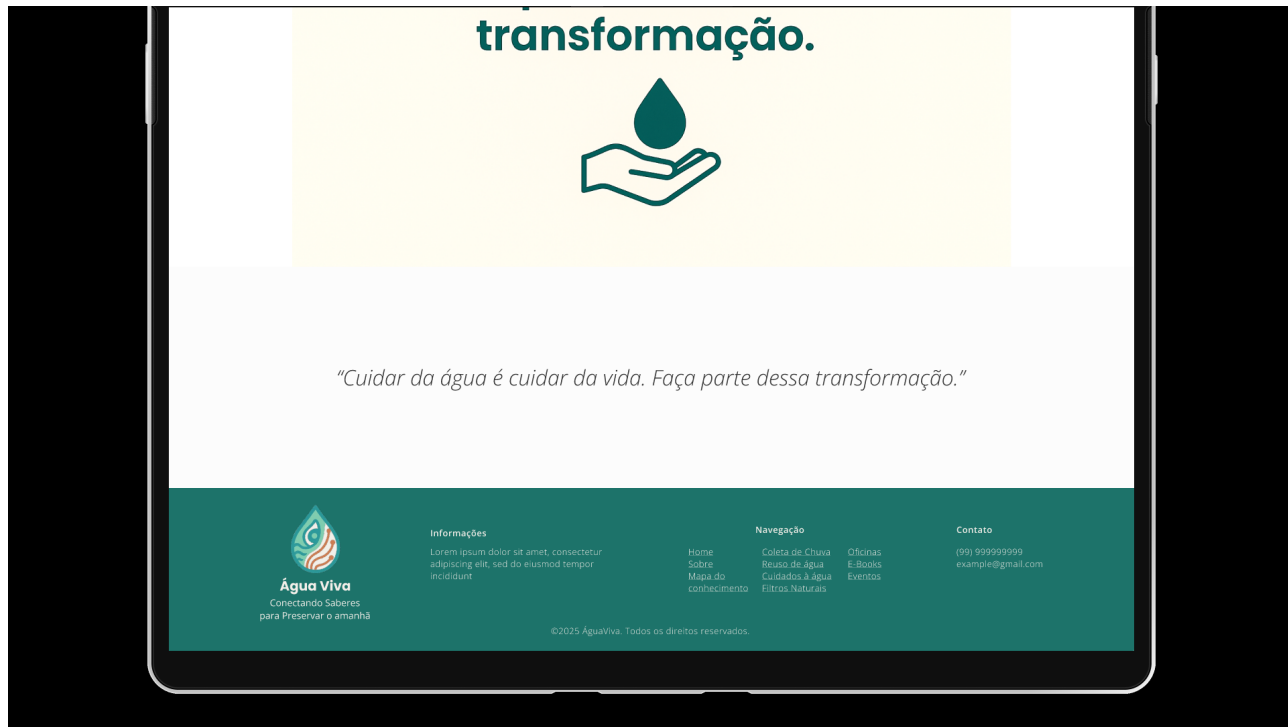 transformação.
“Cuidar da água é cuidar da vida. Faça parte dessa transformação.”
Água Viva
Conectando Saberes
para Preservar o amanhã
Informações
Lorem ipsum dolor sit amet, consectetur
adipiscing elit, sed do eiusmod tempor
incididunt
Navegação
Home
Sobre
Mapa do
conhecimento
Coleta de Chuva
Reuso de água
Cuidados à água
Filtros Naturais
Oficinas
E-Books
Eventos
Contato
(99) 999999999
example@gmail.com
©2025 ÁguaViva. Todos os direitos reservados.